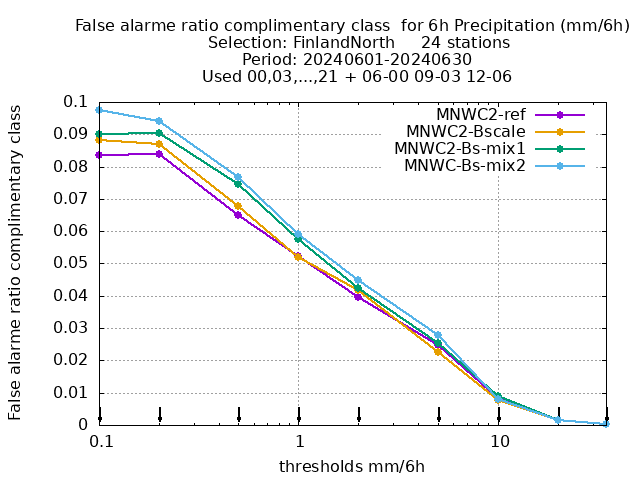 False alarme ratio complimentary class  for 6h Precipitation (mm/6h)
Selection: FinlandNorth     24 stations
Period: 20240601-20240630
Used 00,03,...,21 + 06-00 09-03 12-06
False alarme ratio complimentary class
0.1
0.09
0.08
0.07
0.06
0.05
0.04
0.03
0.02
0.01
0
MNWC2-ref
MNWC2-Bscale
MNWC2-Bs-mix1
MNWC-Bs-mix2
0.1 1 10
thresholds mm/6h